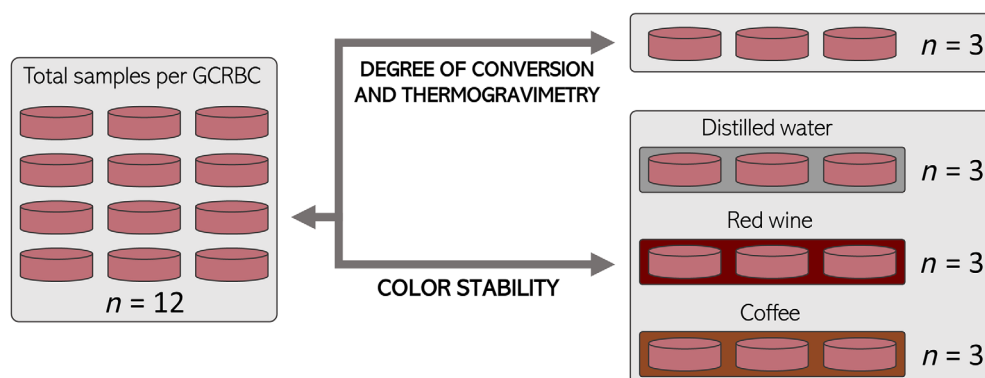 Total samples per GCRBC
n = 12
DEGREE OF CONVERSION
AND THERMOGRAVIMETRY
n = 3
COLOR STABILITY
Distilled water
n = 3
Red wine
n = 3
Coffee
n = 3